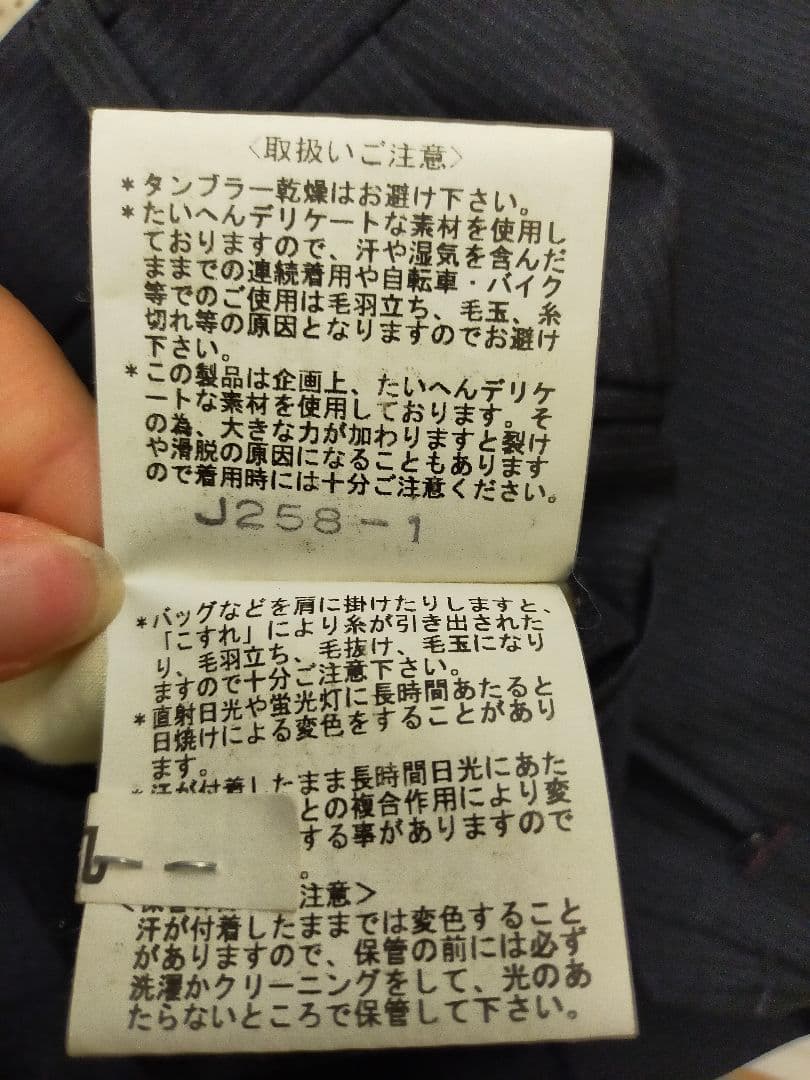 〈取扱いご注意〉
＊タンブラー乾燥はお避け下さい。
＊たいへんデリケートな素材を使用し
ておりますので、汗や湿気を含んだ
ままでの連続着用や自転車・バイク
等でのご使用は毛羽立ち、毛玉、糸
切れ等の原因となりますのでお避け
下さい。
＊この製品は企画上、たいへんデリケ
ートな素材を使用しております。そ
の為、大きな力が加わりますと裂け
や滑脱の原因になることもあります
ので着用時には十分ご注意ください。
J258-1
＊バッグなどを肩に掛けたりしますと、
「こすれ」により糸が引き出された
り、毛羽立ち、毛抜け、毛玉になり
ますので十分ご注意下さい。
＊直射日光や蛍光灯に長時間あたると
日焼けによる変色をすることがあり
ます。
＊汗が付着したまま長時間日光にあた
との複合作用により変
する事がありますので
。
注意＞
汗が付着したままでは変色すること
がありますので、保管の前には必ず
洗濯かクリーニングをして、光のあ
たらないところで保管して下さい。